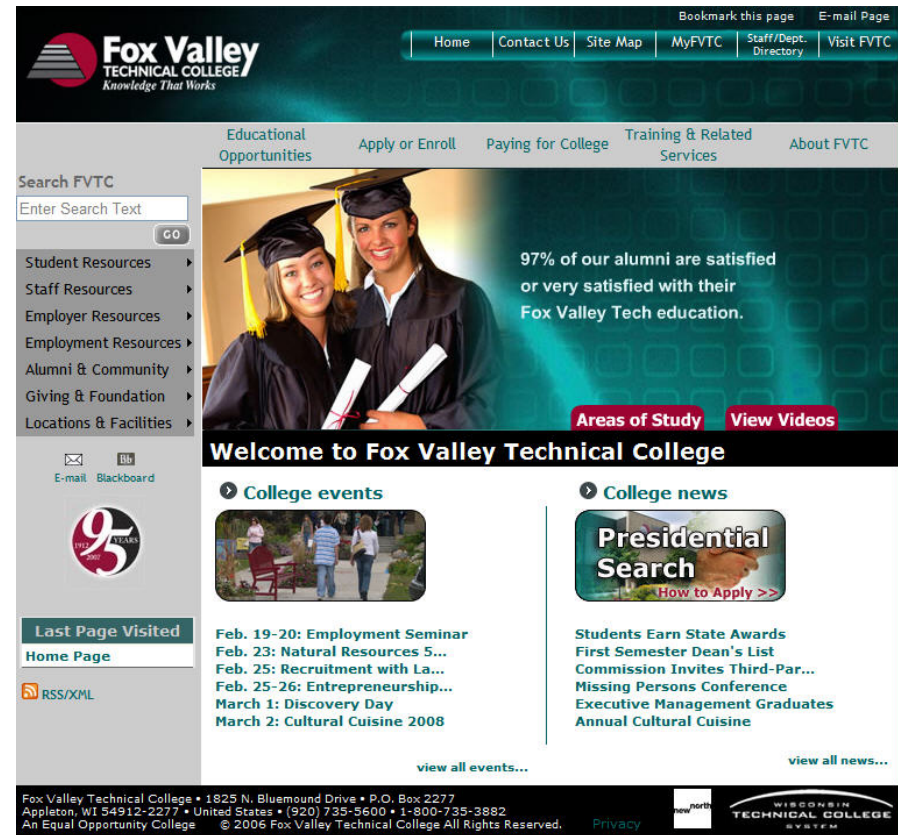 Bookmark this page E-mail Page
Fox Valley
TECHNICAL COLLEGE
Knowledge That Works
Home Contact Us Site Map MyFVTC Staff/Dept. Directory Visit FVTC
Educational Opportunities Apply or Enroll Paying for College Training & Related Services About FVTC
Search FVTC
Enter Search Text
GO
Student Resources
Staff Resources
Employer Resources
Employment Resources
Alumni & Community
Giving & Foundation
Locations & Facilities
Bb
E-mail Blackboard
95
YEARS
1912
2007
Last Page Visited
Home Page
RSS/XML
97% of our alumni are satisfied
or very satisfied with their
Fox Valley Tech education.
Areas of Study View Videos
Welcome to Fox Valley Technical College
College events
Feb. 19-20: Employment Seminar
Feb. 23: Natural Resources 5...
Feb. 25: Recruitment with La...
Feb. 25-26: Entrepreneurship...
March 1: Discovery Day
March 2: Cultural Cuisine 2008
view all events...
College news
Presidential
Search
How to Apply >>
Students Earn State Awards
First Semester Dean's List
Commission Invites Third-Par...
Missing Persons Conference
Executive Management Graduates
Annual Cultural Cuisine
view all news...
Fox Valley Technical College • 1825 N. Bluemound Drive • P.O. Box 2277
Appleton, WI 54912-2277 • United States • (920) 735-5600 • 1-800-735-3882
An Equal Opportunity College © 2006 Fox Valley Technical College All Rights Reserved. Privacy
new north
WISCONSIN
TECHNICAL COLLEGE
SYSTEM